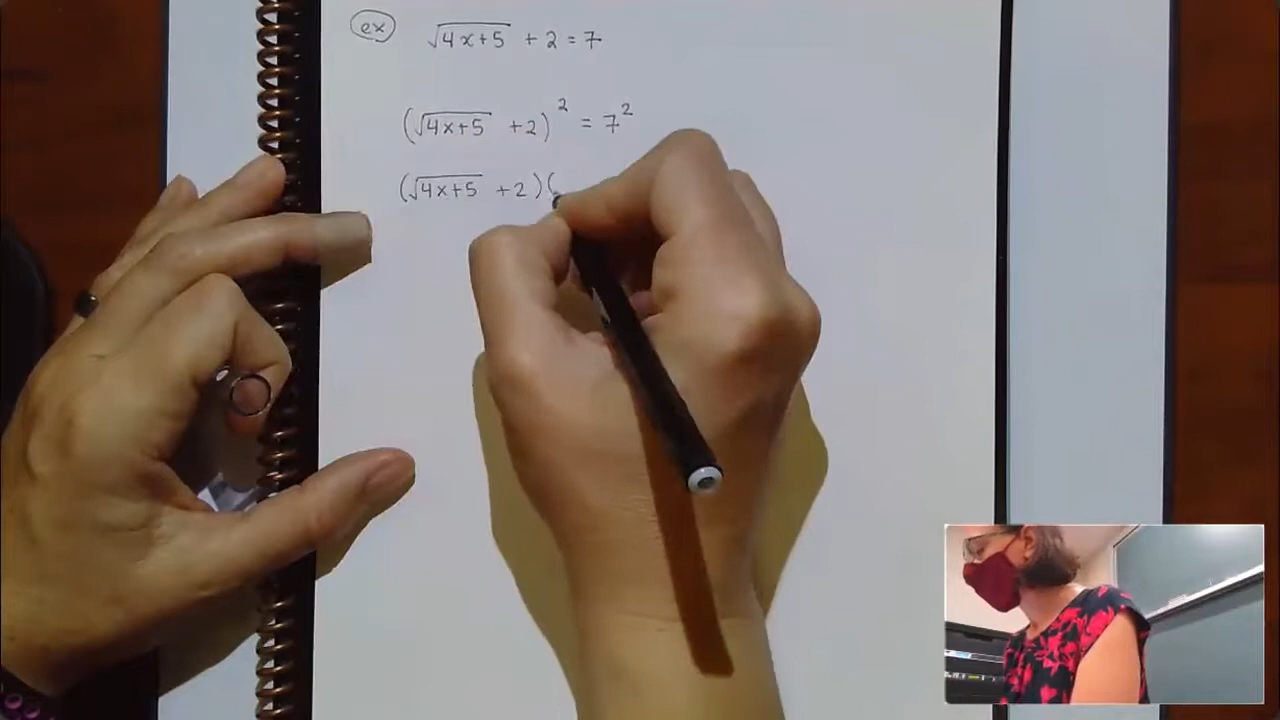 ex √4x+5 + 2 = 7
(√4x+5 + 2)² = 7²
(√4x+5 + 2)(